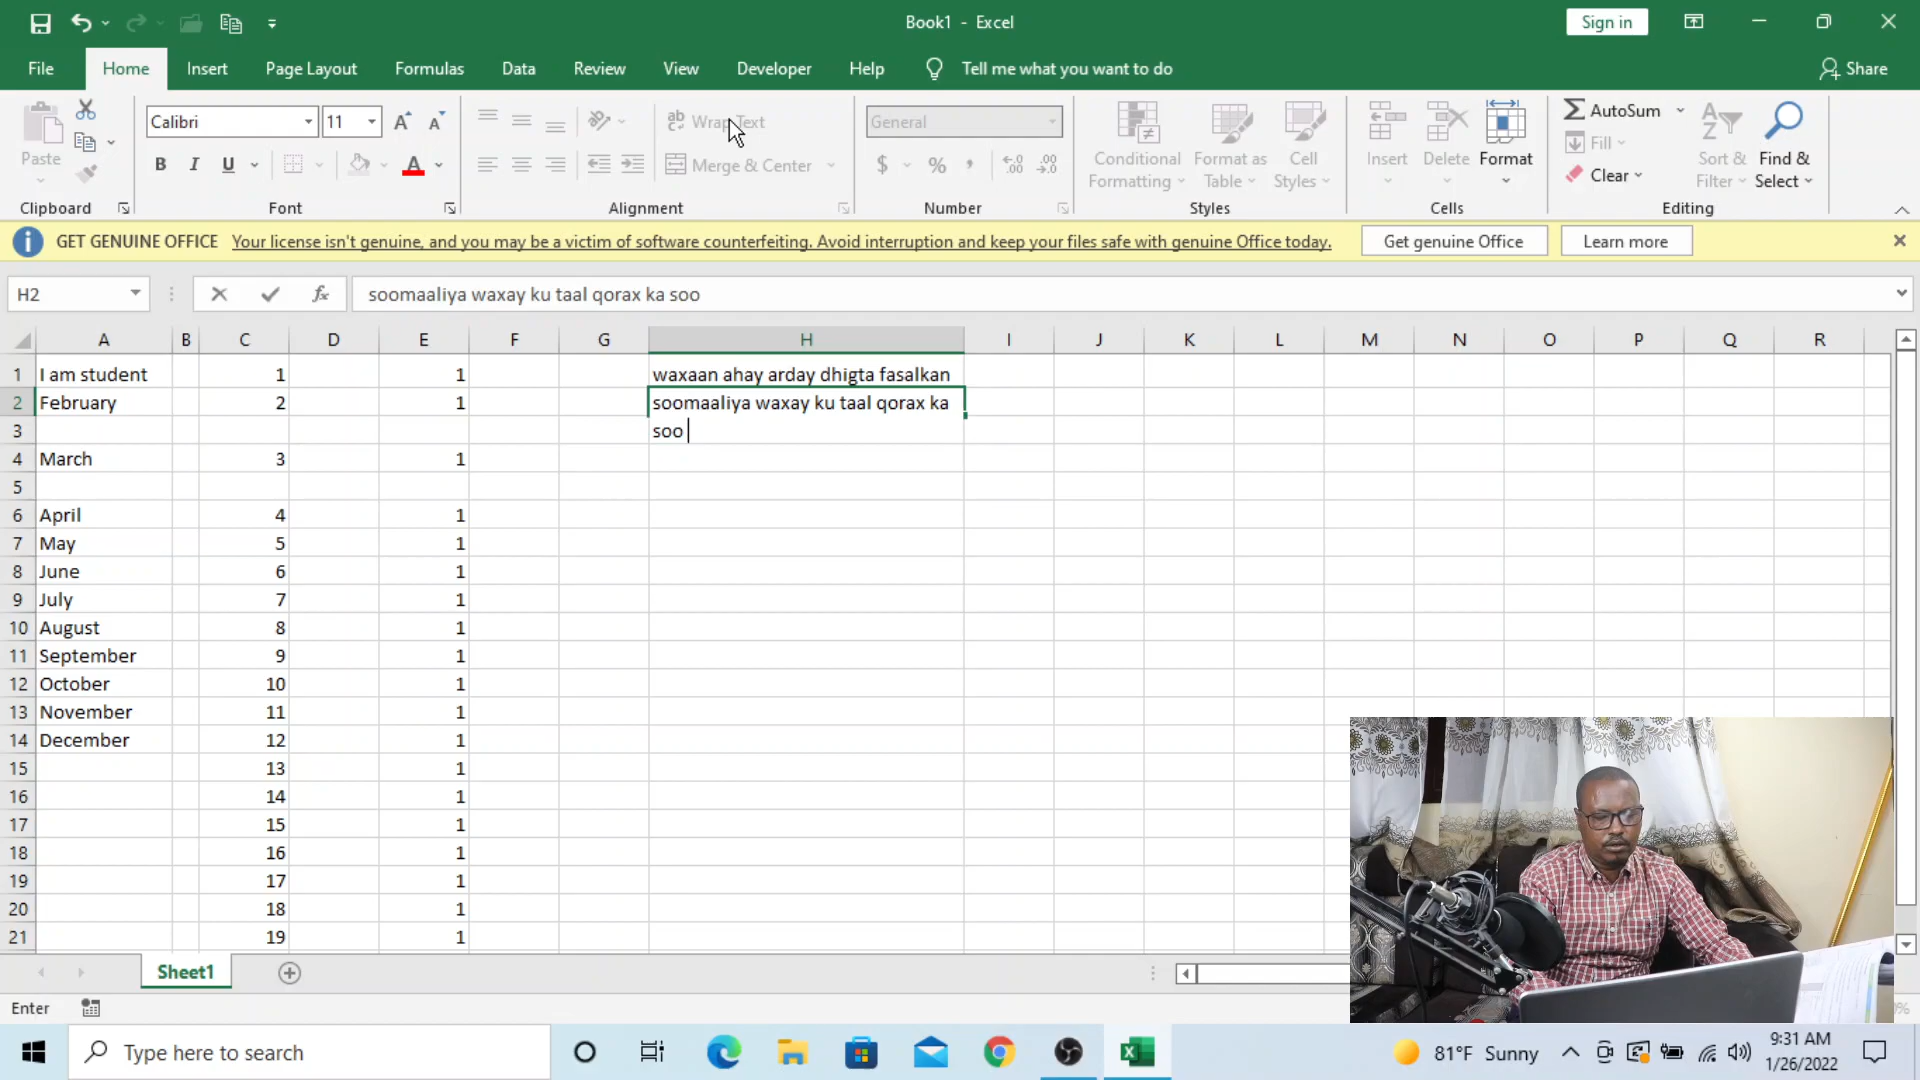 Book1 - Excel
Sign in
File Home Insert Page Layout Formulas Data Review View Developer Help Tell me what you want to do Share
Paste Calibri 11 Wrap Text General Conditional Formatting Format as Table Cell Styles Insert Delete Format AutoSum Sort & Filter Find & Select
B I U Merge & Center $ % Fill
Clear
Clipboard Font Alignment Number Styles Cells Editing
GET GENUINE OFFICE Your license isn't genuine, and you may be a victim of software counterfeiting. Avoid interruption and keep your files safe with genuine Office today. Get genuine Office Learn more
H2 fx soomaaliya waxay ku taal qorax ka soo
A B C D E F G H I J K L M N O P Q R
1 I am student 1 1 waxaan ahay arday dhigta fasalkan
2 February 2 1 soomaaliya waxay ku taal qorax ka
3 soo
4 March 3 1
5
6 April 4 1
7 May 5 1
8 June 6 1
9 July 7 1
10 August 8 1
11 September 9 1
12 October 10 1
13 November 11 1
14 December 12 1
15 13 1
16 14 1
17 15 1
18 16 1
19 17 1
20 18 1
21 19 1
Sheet1
Enter
Type here to search
81°F Sunny
9:31 AM
1/26/2022